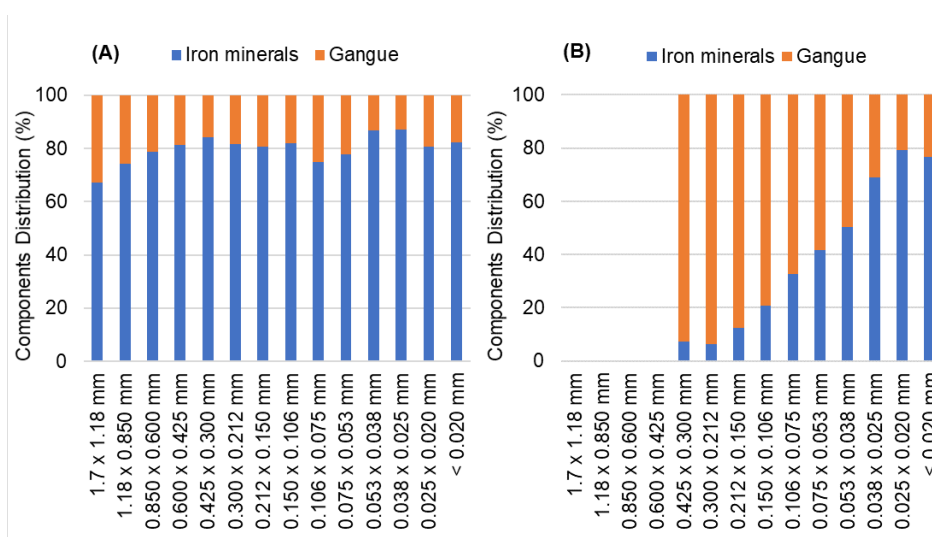 (A) Iron minerals Gangue
Components Distribution (%)
100
80
60
40
20
0
1.7 x 1.18 mm
1.18 x 0.850 mm
0.850 x 0.600 mm
0.600 x 0.425 mm
0.425 x 0.300 mm
0.300 x 0.212 mm
0.212 x 0.150 mm
0.150 x 0.106 mm
0.106 x 0.075 mm
0.075 x 0.053 mm
0.053 x 0.038 mm
0.038 x 0.025 mm
0.025 x 0.020 mm
< 0.020 mm
(B) Iron minerals Gangue
Components Distribution (%)
100
80
60
40
20
0
1.7 x 1.18 mm
1.18 x 0.850 mm
0.850 x 0.600 mm
0.600 x 0.425 mm
0.425 x 0.300 mm
0.300 x 0.212 mm
0.212 x 0.150 mm
0.150 x 0.106 mm
0.106 x 0.075 mm
0.075 x 0.053 mm
0.053 x 0.038 mm
0.038 x 0.025 mm
0.025 x 0.020 mm
< 0.020 mm